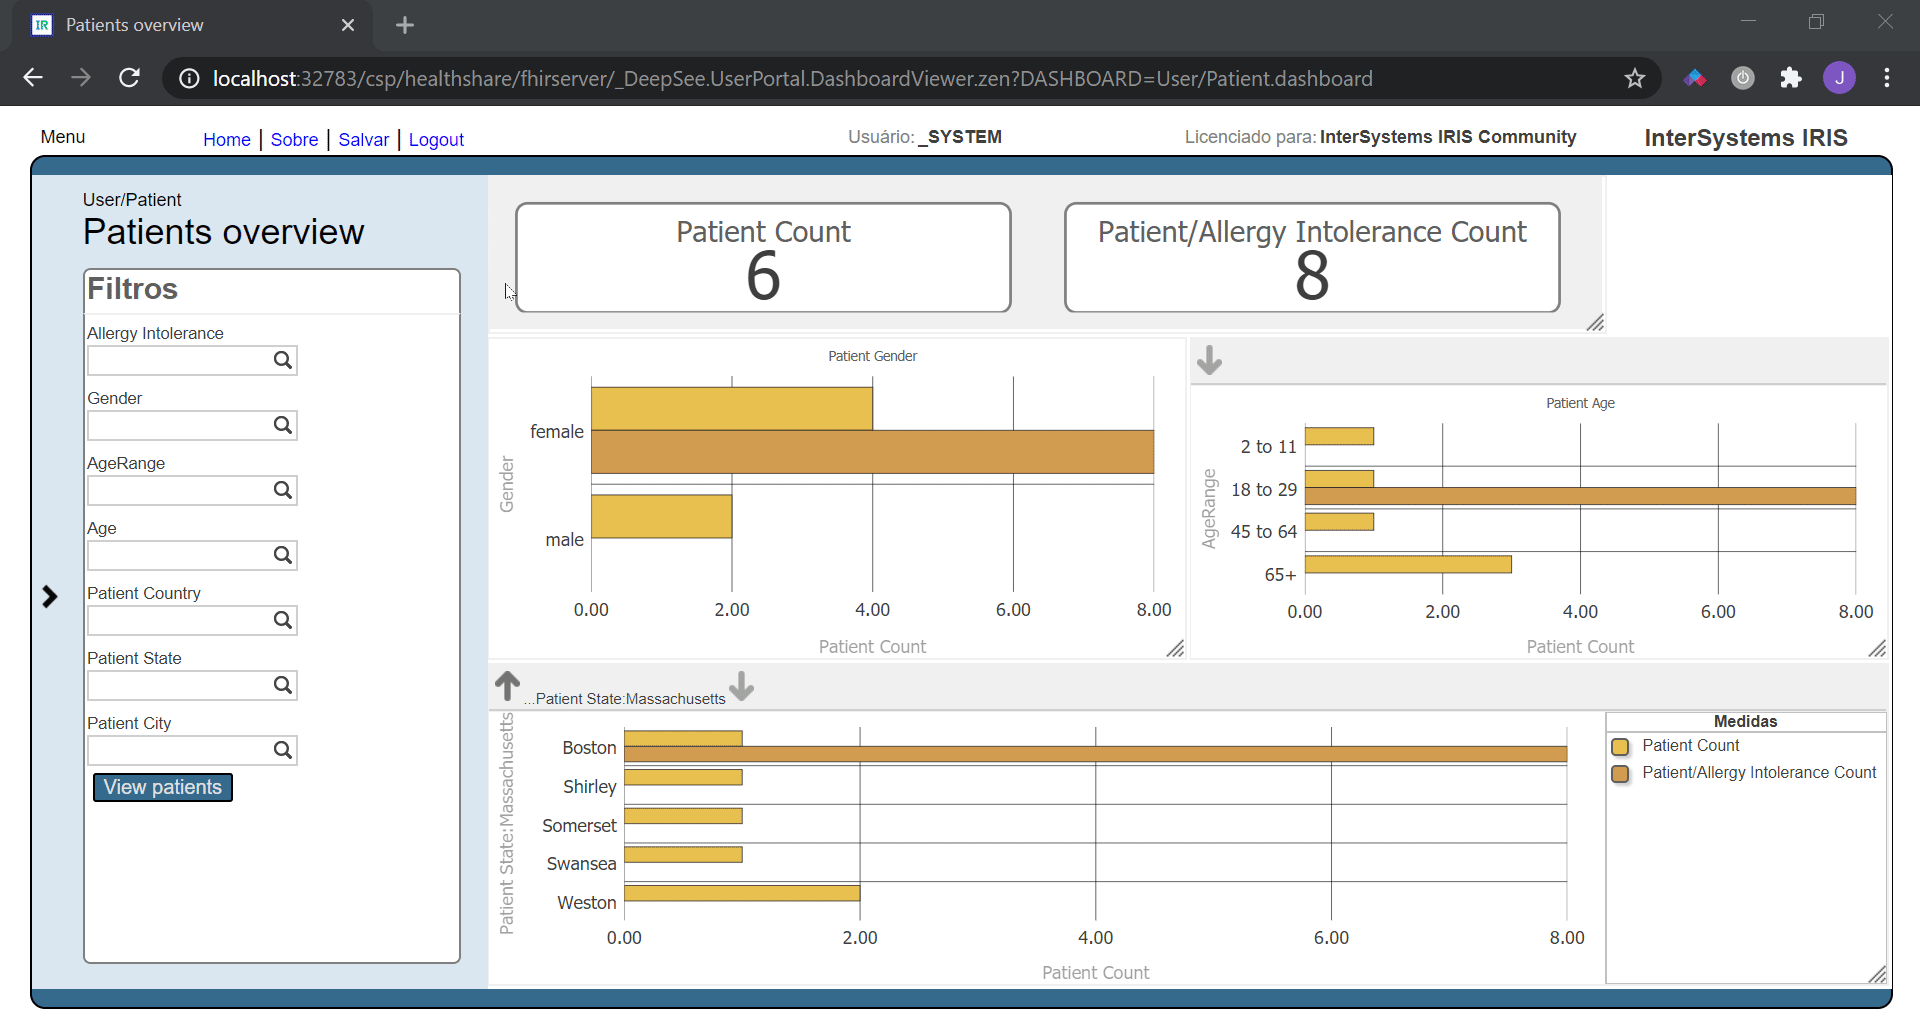 IR Patients overview
localhost:32783/csp/healthshare/fhirserver/_DeepSee.UserPortal.DashboardViewer.zen?DASHBOARD=User/Patient.dashboard
J
Menu
Home | Sobre | Salvar | Logout
Usuário: _SYSTEM
Licenciado para: InterSystems IRIS Community
InterSystems IRIS
User/Patient
Patients overview
Filtros
Allergy Intolerance
Gender
AgeRange
Age
Patient Country
Patient State
Patient City
View patients
Patient Count
6
Patient/Allergy Intolerance Count
8
Patient Gender
Gender
female
male
0.00 2.00 4.00 6.00 8.00
Patient Count
Patient Age
AgeRange
2 to 11
18 to 29
45 to 64
65+
0.00 2.00 4.00 6.00 8.00
Patient Count
...Patient State:Massachusetts
Patient State:Massachusetts
Boston
Shirley
Somerset
Swansea
Weston
0.00 2.00 4.00 6.00 8.00
Patient Count
Medidas
Patient Count
Patient/Allergy Intolerance Count